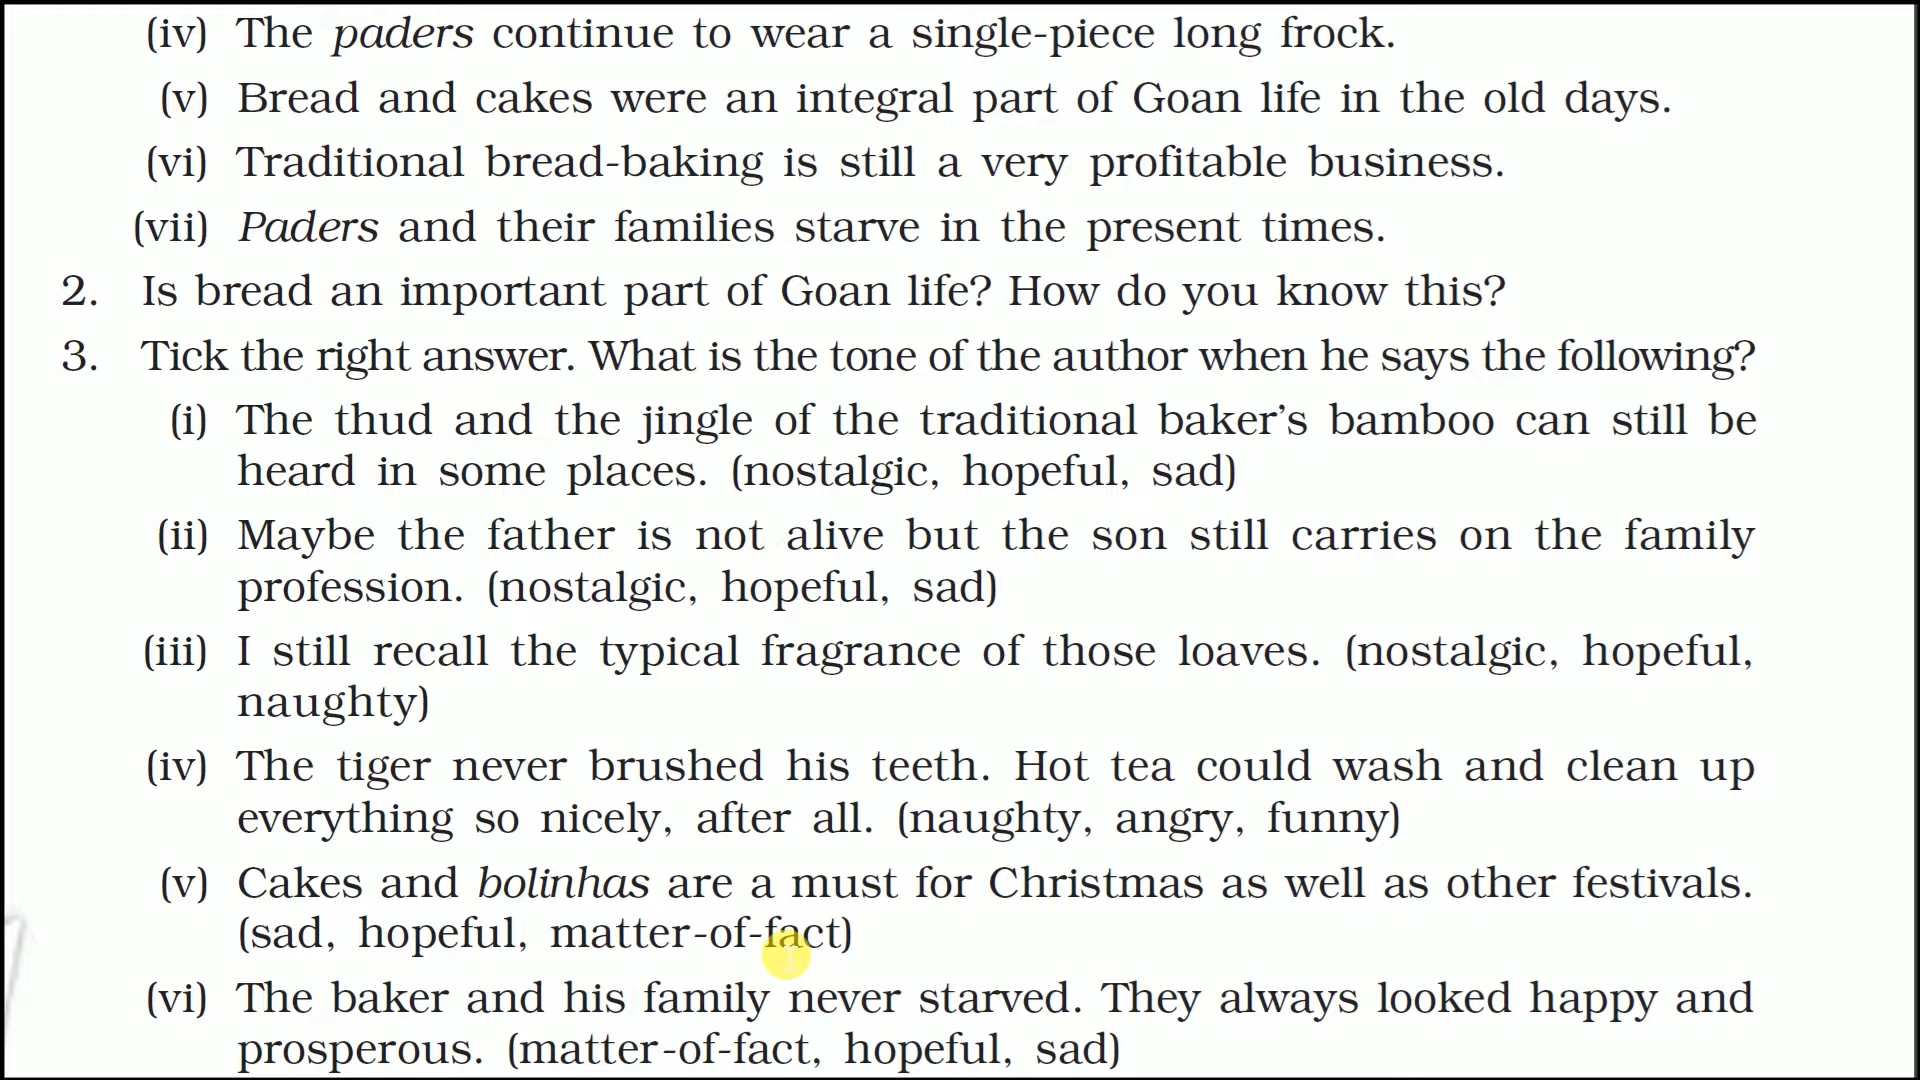 (iv) The paders continue to wear a single-piece long frock.
(v) Bread and cakes were an integral part of Goan life in the old days.
(vi) Traditional bread-baking is still a very profitable business.
(vii) Paders and their families starve in the present times.
2. Is bread an important part of Goan life? How do you know this?
3. Tick the right answer. What is the tone of the author when he says the following?
(i) The thud and the jingle of the traditional baker’s bamboo can still be
heard in some places. (nostalgic, hopeful, sad)
(ii) Maybe the father is not alive but the son still carries on the family
profession. (nostalgic, hopeful, sad)
(iii) I still recall the typical fragrance of those loaves. (nostalgic, hopeful,
naughty)
(iv) The tiger never brushed his teeth. Hot tea could wash and clean up
everything so nicely, after all. (naughty, angry, funny)
(v) Cakes and bolinhas are a must for Christmas as well as other festivals.
(sad, hopeful, matter-of-fact)
(vi) The baker and his family never starved. They always looked happy and
prosperous. (matter-of-fact, hopeful, sad)